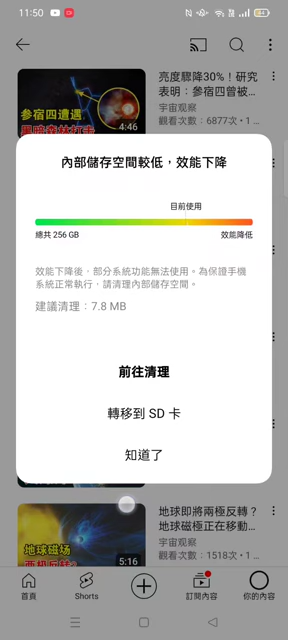 11:50
亮度驟降30%！研究
表明：參宿四曾被…
宇宙观察
觀看次數：6877次・1 …
参宿四遭遇
4:46
內部儲存空間較低，效能下降
目前使用
總共 256 GB
效能降低
效能下降後，部分系統功能無法使用。為保證手機
系統正常執行，請清理內部儲存空間。
建議清理：7.8 MB
前往清理
轉移到 SD 卡
知道了
地球即將兩極反轉？
地球磁極正在移動…
宇宙观察
觀看次數：1518次・1 …
地球磁场
5:16
首頁
Shorts
訂閱內容
你的內容